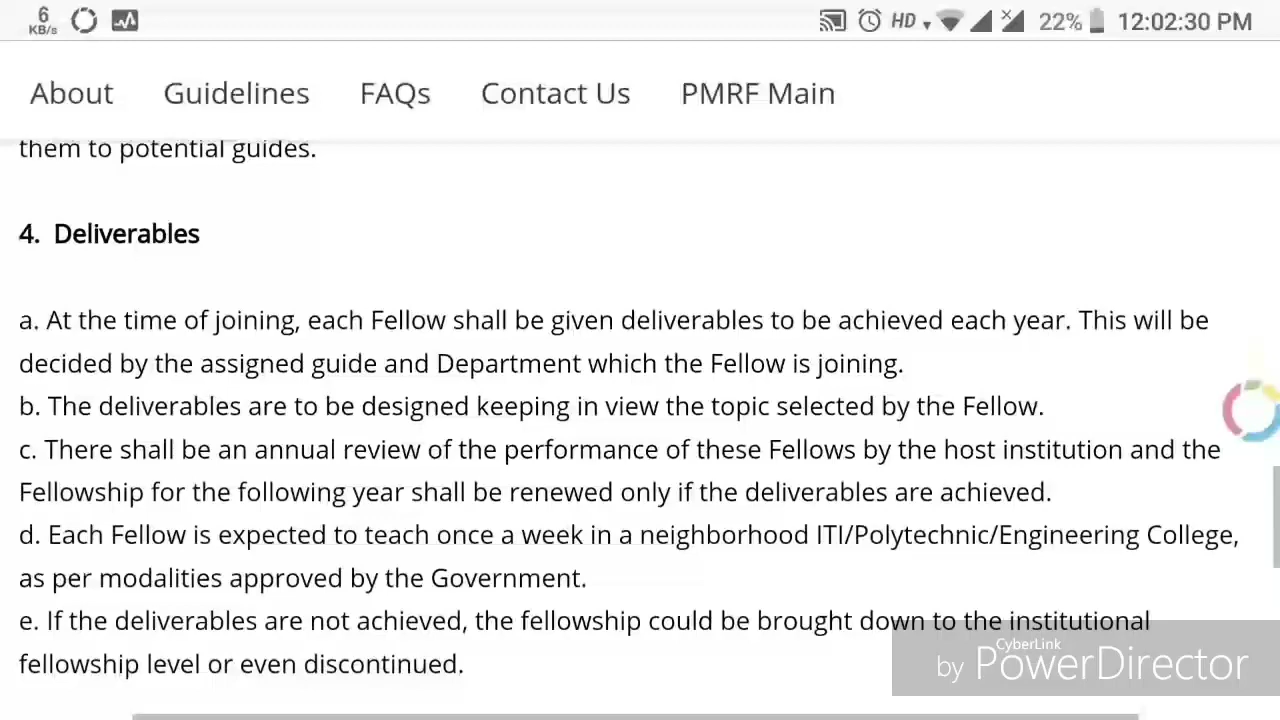 6
KB/s
HD
22%
12:02:30 PM
About Guidelines FAQs Contact Us PMRF Main
them to potential guides.
4. Deliverables
a. At the time of joining, each Fellow shall be given deliverables to be achieved each year. This will be
decided by the assigned guide and Department which the Fellow is joining.
b. The deliverables are to be designed keeping in view the topic selected by the Fellow.
c. There shall be an annual review of the performance of these Fellows by the host institution and the
Fellowship for the following year shall be renewed only if the deliverables are achieved.
d. Each Fellow is expected to teach once a week in a neighborhood ITI/Polytechnic/Engineering College,
as per modalities approved by the Government.
e. If the deliverables are not achieved, the fellowship could be brought down to the institutional
fellowship level or even discontinued.
CyberLink
by PowerDirector